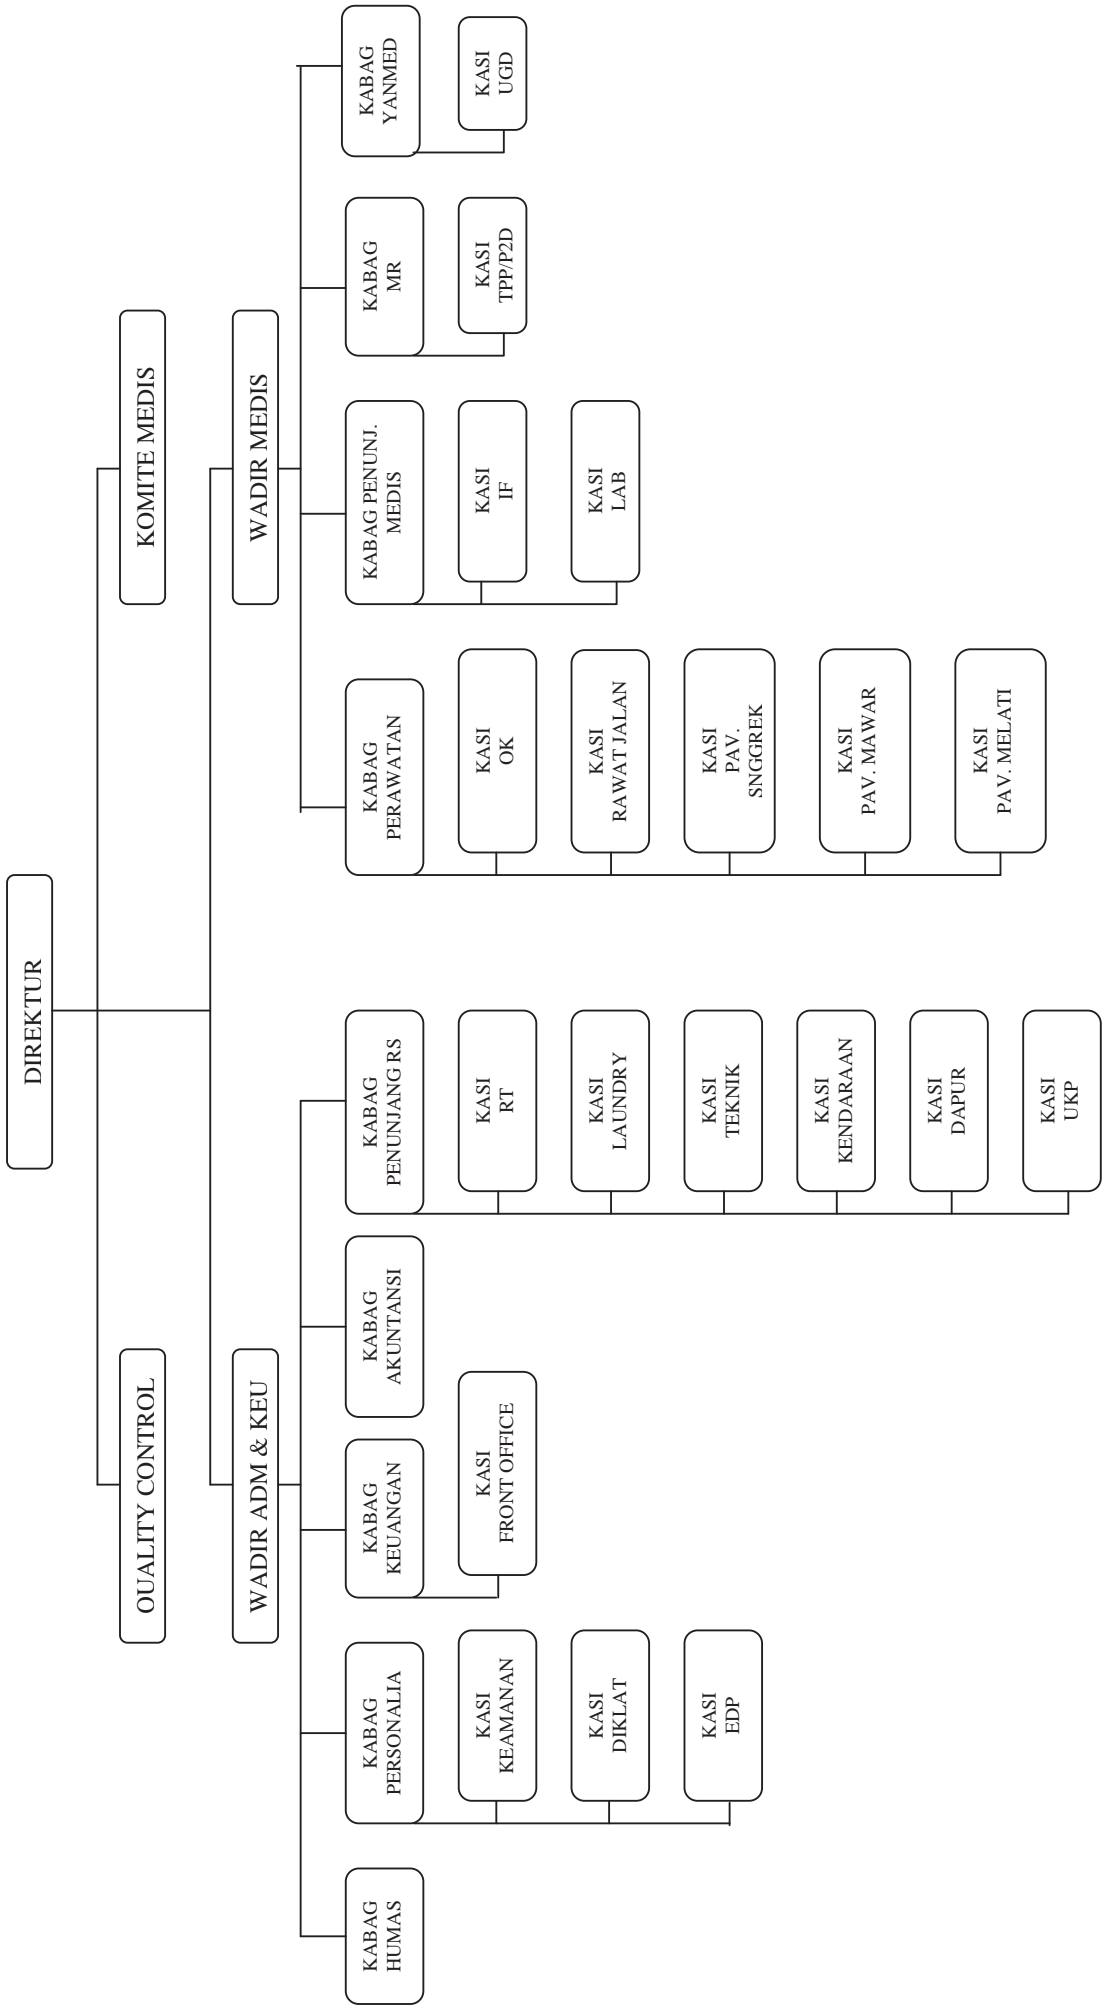 DIREKTUR
OUALITY CONTROL
KOMITE MEDIS
WADIR ADM & KEU
WADIR MEDIS
KABAG
HUMAS
KABAG
PERSONALIA
KABAG
KEUANGAN
KABAG
AKUNTANSI
KABAG
PENUNJANG RS
KABAG
PERAWATAN
KABAG PENUNJ.
MEDIS
KABAG
MR
KABAG
YANMED
KASI
KEAMANAN
KASI
FRONT OFFICE
KASI
RT
KASI
OK
KASI
IF
KASI
TPP/P2D
KASI
UGD
KASI
DIKLAT
KASI
LAUNDRY
KASI
RAWAT JALAN
KASI
LAB
KASI
EDP
KASI
TEKNIK
KASI
PAV.
SNGGREK
KASI
KENDARAAN
KASI
PAV. MAWAR
KASI
DAPUR
KASI
PAV. MELATI
KASI
UKP